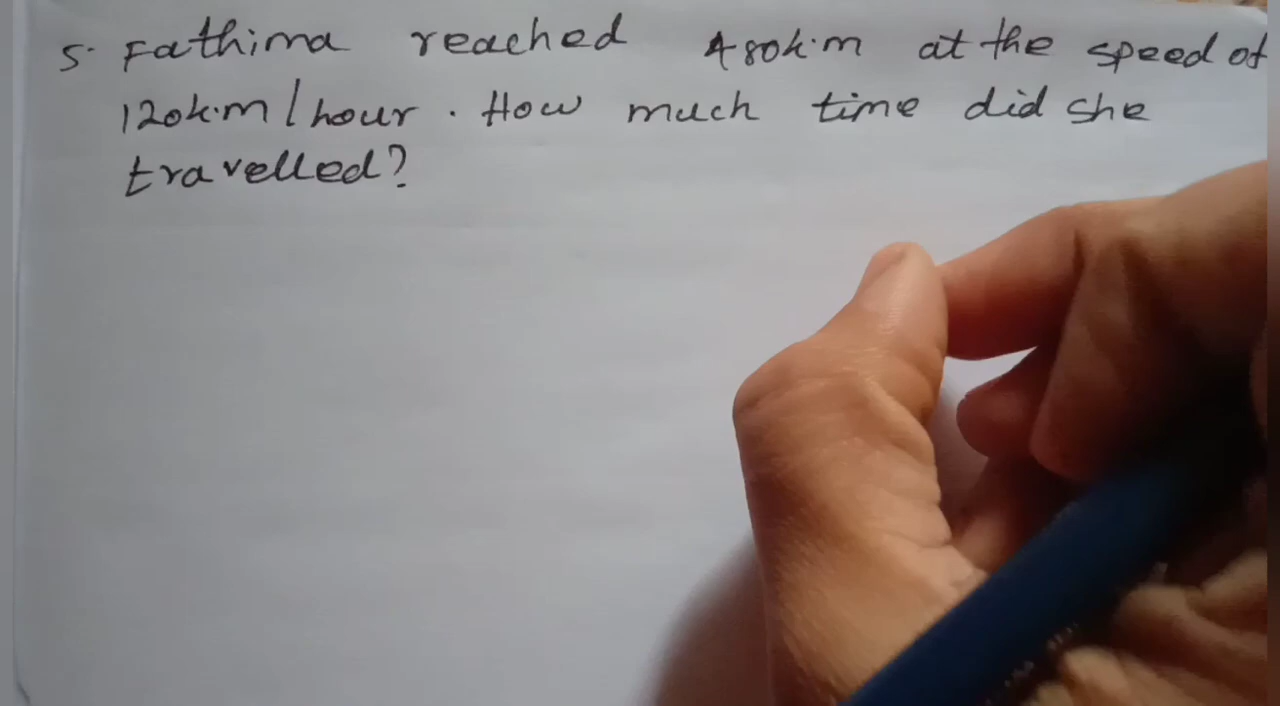 5. Fathima reached 480k.m at the speed of
120k.m/hour. How much time did she
travelled?